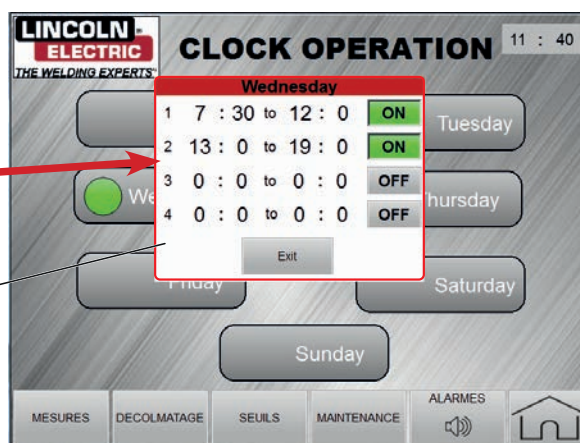 LINCOLN
ELECTRIC
THE WELDING EXPERTS
CLOCK OPERATION
11 : 40
Wednesday
1 7 : 30 to 12 : 0 ON
2 13 : 0 to 19 : 0 ON
3 0 : 0 to 0 : 0 OFF
4 0 : 0 to 0 : 0 OFF
Exit
Tuesday
We
hursday
Friday
Saturday
Sunday
MESURES
DECOLMATAGE
SEUILS
MAINTENANCE
ALARMES